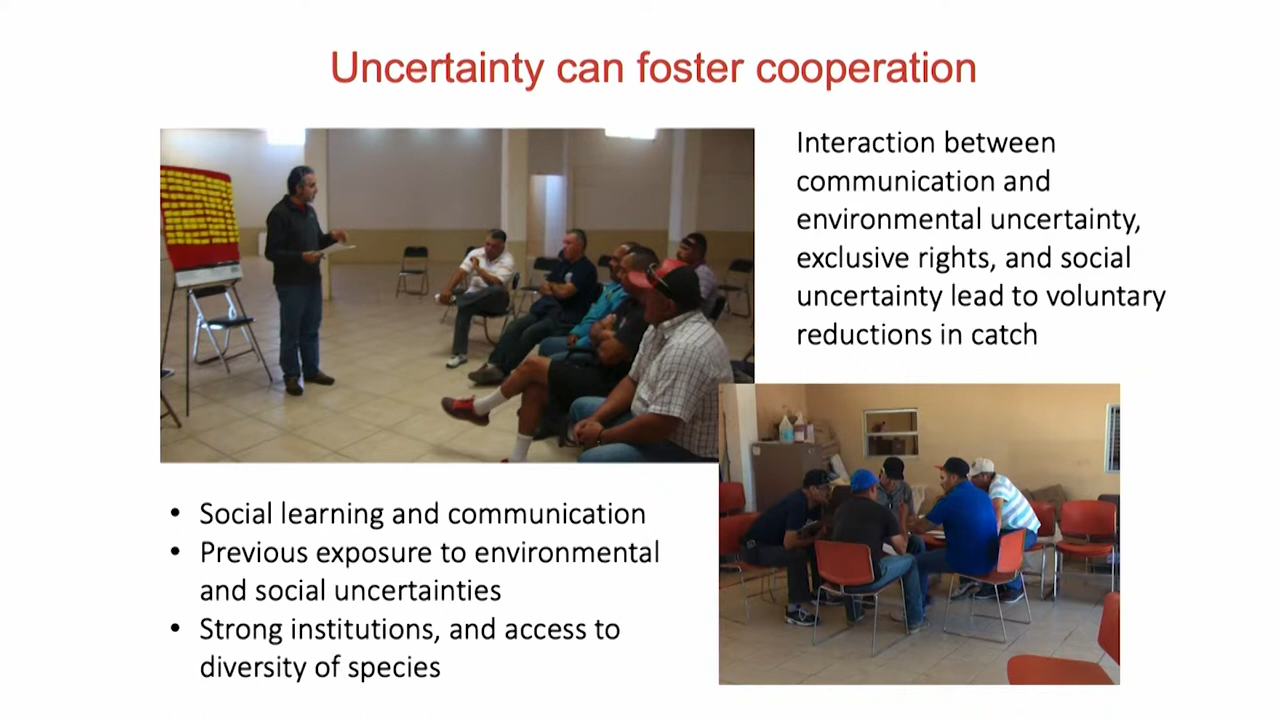 Uncertainty can foster cooperation
Interaction between
communication and
environmental uncertainty,
exclusive rights, and social
uncertainty lead to voluntary
reductions in catch
• Social learning and communication
• Previous exposure to environmental
and social uncertainties
• Strong institutions, and access to
diversity of species